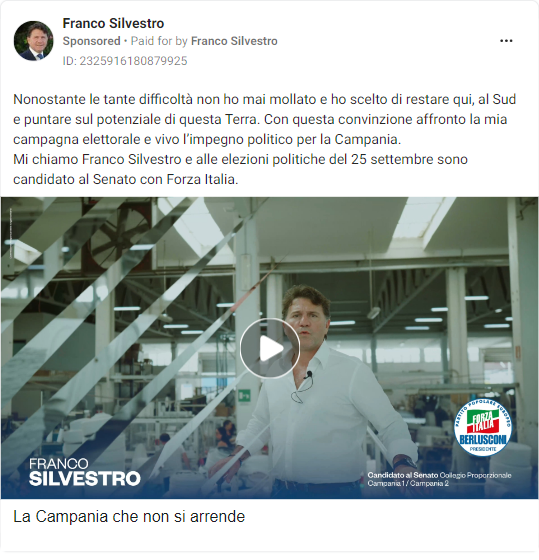 Franco Silvestro
Sponsored • Paid for by Franco Silvestro
ID: 2325916180879925
Nonostante le tante difficoltà non ho mai mollato e ho scelto di restare qui, al Sud
e puntare sul potenziale di questa Terra. Con questa convinzione affronto la mia
campagna elettorale e vivo l’impegno politico per la Campania.
Mi chiamo Franco Silvestro e alle elezioni politiche del 25 settembre sono
candidato al Senato con Forza Italia.
PARTITO POPOLARE EUROPEO
FORZA
ITALIA
BERLUSCONI
PRESIDENTE
FRANCO
SILVESTRO
Candidato al Senato Collegio Proporzionale
Campania 1 / Campania 2
La Campania che non si arrende